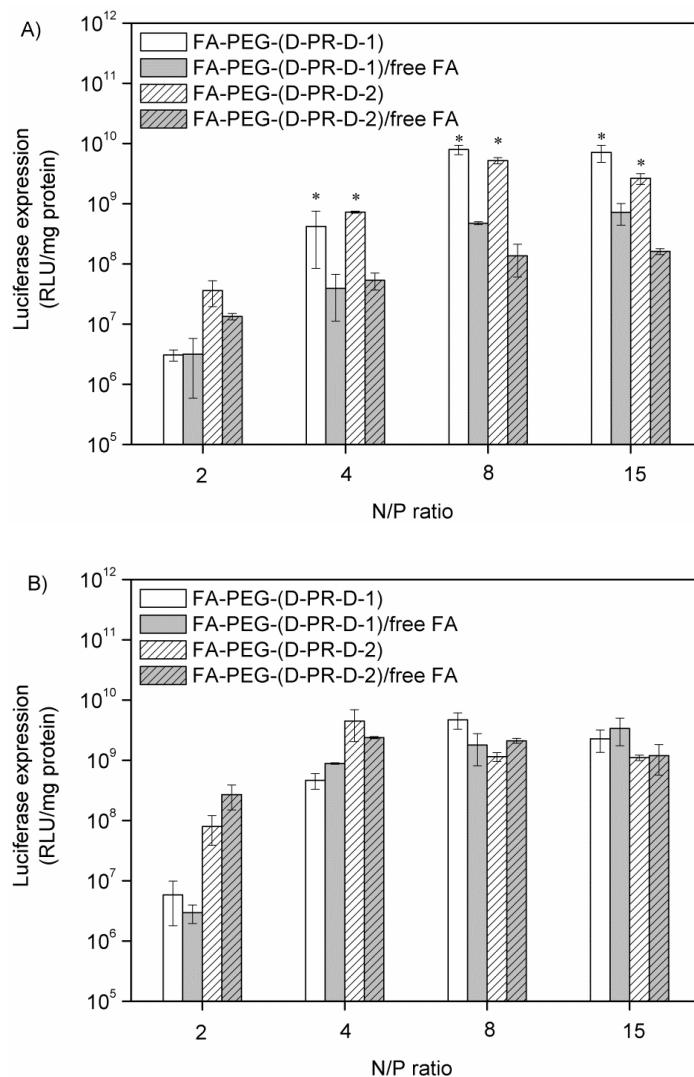 A)
FA-PEG-(D-PR-D-1)
FA-PEG-(D-PR-D-1)/free FA
FA-PEG-(D-PR-D-2)
FA-PEG-(D-PR-D-2)/free FA
Luciferase expression
(RLU/mg protein)
10¹²
10¹¹
10¹⁰
10⁹
10⁸
10⁷
10⁶
10⁵
* * * * * *
2 4 8 15
N/P ratio
B)
FA-PEG-(D-PR-D-1)
FA-PEG-(D-PR-D-1)/free FA
FA-PEG-(D-PR-D-2)
FA-PEG-(D-PR-D-2)/free FA
Luciferase expression
(RLU/mg protein)
10¹²
10¹¹
10¹⁰
10⁹
10⁸
10⁷
10⁶
10⁵
2 4 8 15
N/P ratio